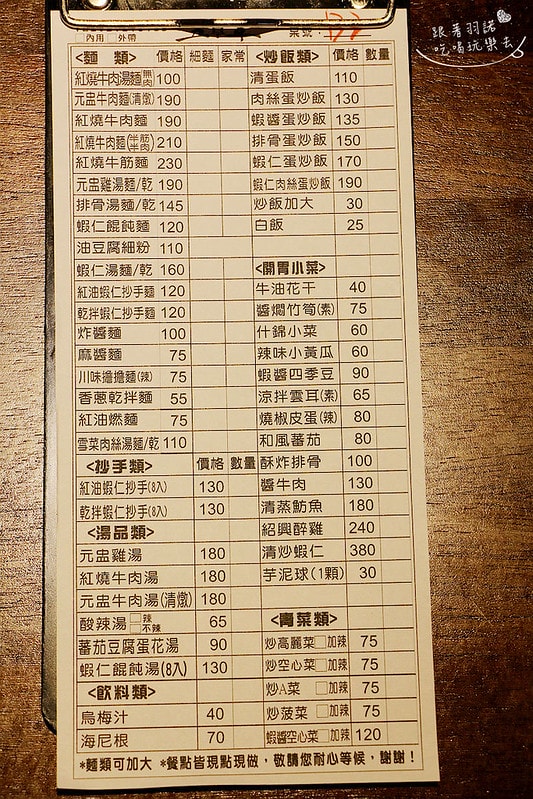 跟著羽諾
吃喝玩樂去
□內用 □外帶 桌號：
<麵 類> 價格 細麵 家常
紅燒牛肉湯麵(無肉) 100
元盅牛肉麵(清燉) 190
紅燒牛肉麵 190
紅燒牛肉麵(半筋半肉) 210
紅燒牛筋麵 230
元盅雞湯麵/乾 190
排骨湯麵/乾 145
蝦仁餛飩麵 120
油豆腐細粉 110
蝦仁湯麵/乾 160
紅油蝦仁抄手麵 120
乾拌蝦仁抄手麵 120
炸醬麵 100
麻醬麵 75
川味擔擔麵(辣) 75
香蔥乾拌麵 55
紅油燃麵 75
雪菜肉絲湯麵/乾 110
<抄手類> 價格 數量
紅油蝦仁抄手(8入) 130
乾拌蝦仁抄手(8入) 130
<湯品類>
元盅雞湯 180
紅燒牛肉湯 180
元盅牛肉湯(清燉) 180
酸辣湯 □辣 □不辣 65
蕃茄豆腐蛋花湯 90
蝦仁餛飩湯(8入) 130
<飲料類>
烏梅汁 40
海尼根 70
<炒飯類> 價格 數量
清蛋飯 110
肉絲蛋炒飯 130
蝦醬蛋炒飯 135
排骨蛋炒飯 150
蝦仁蛋炒飯 170
蝦仁肉絲蛋炒飯 190
炒飯加大 30
白飯 25
<開胃小菜>
牛油花干 40
醬燜竹筍(素) 75
什錦小菜 60
辣味小黃瓜 60
蝦醬四季豆 90
涼拌雲耳(素) 65
燒椒皮蛋(辣) 80
和風蕃茄 80
酥炸排骨 100
醬牛肉 130
清蒸魴魚 180
紹興醉雞 240
清炒蝦仁 380
芋泥球(1顆) 30
<青菜類>
炒高麗菜 □加辣 75
炒空心菜 □加辣 75
炒A菜 □加辣 75
炒菠菜 □加辣 75
蝦醬空心菜 □加辣 120
*麵類可加大 *餐點皆現點現做，敬請您耐心等候，謝謝！